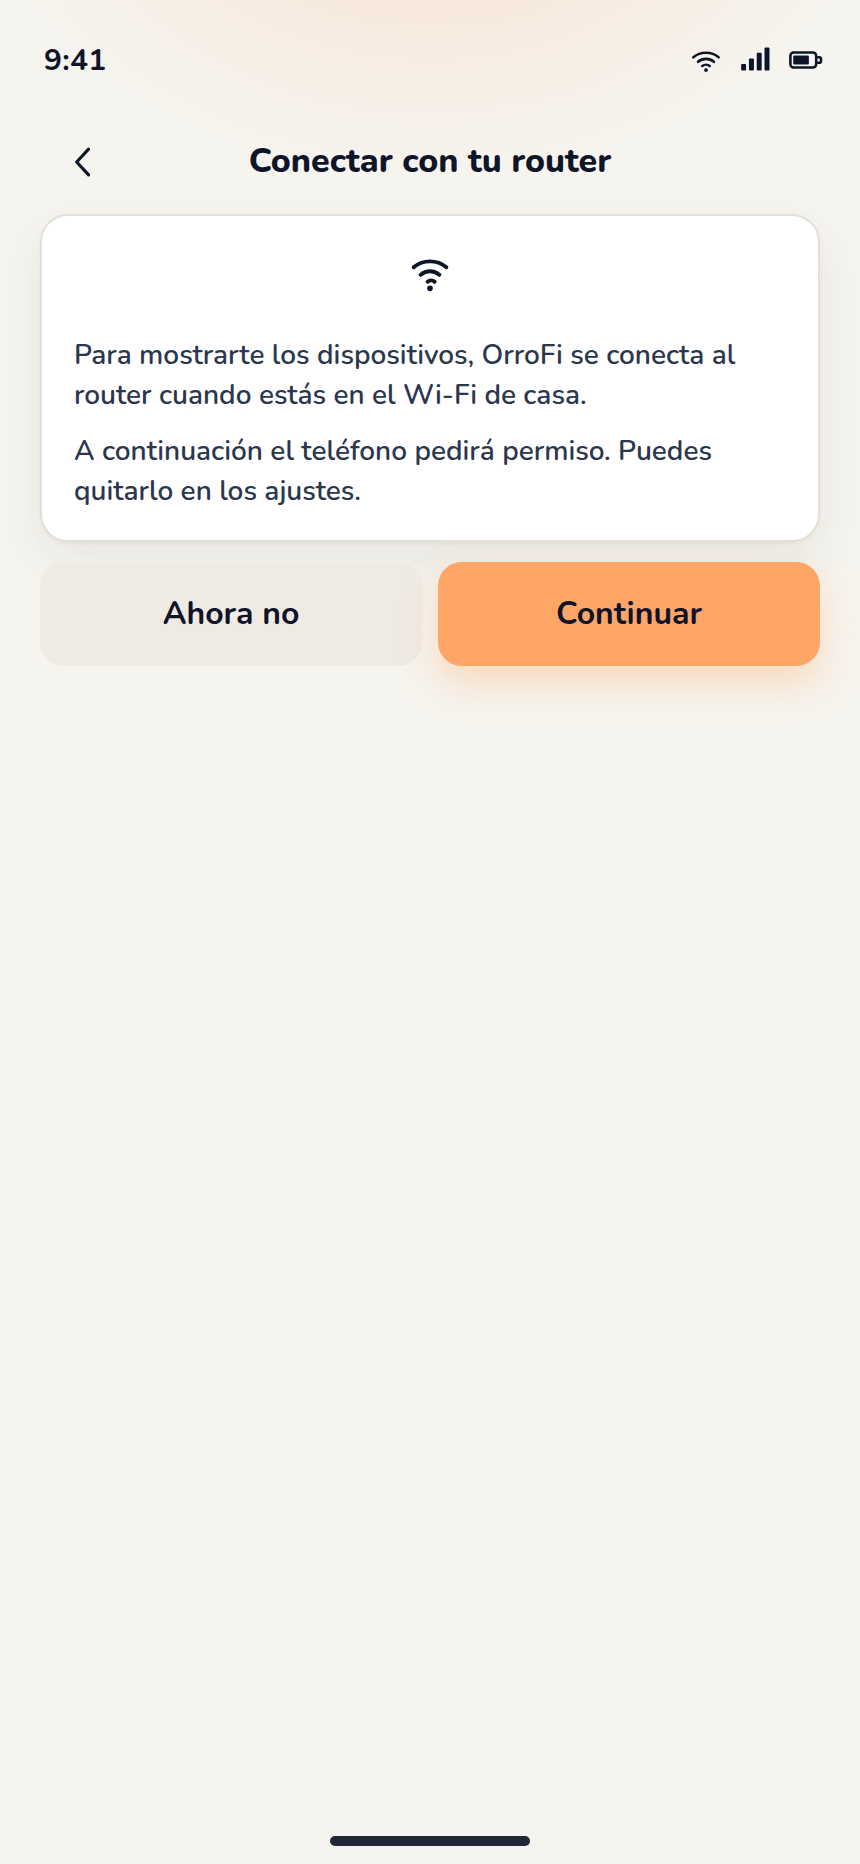 9:41
Conectar con tu router
Para mostrarte los dispositivos, OrroFi se conecta al
router cuando estás en el Wi-Fi de casa.
A continuación el teléfono pedirá permiso. Puedes
quitarlo en los ajustes.
Ahora no
Continuar